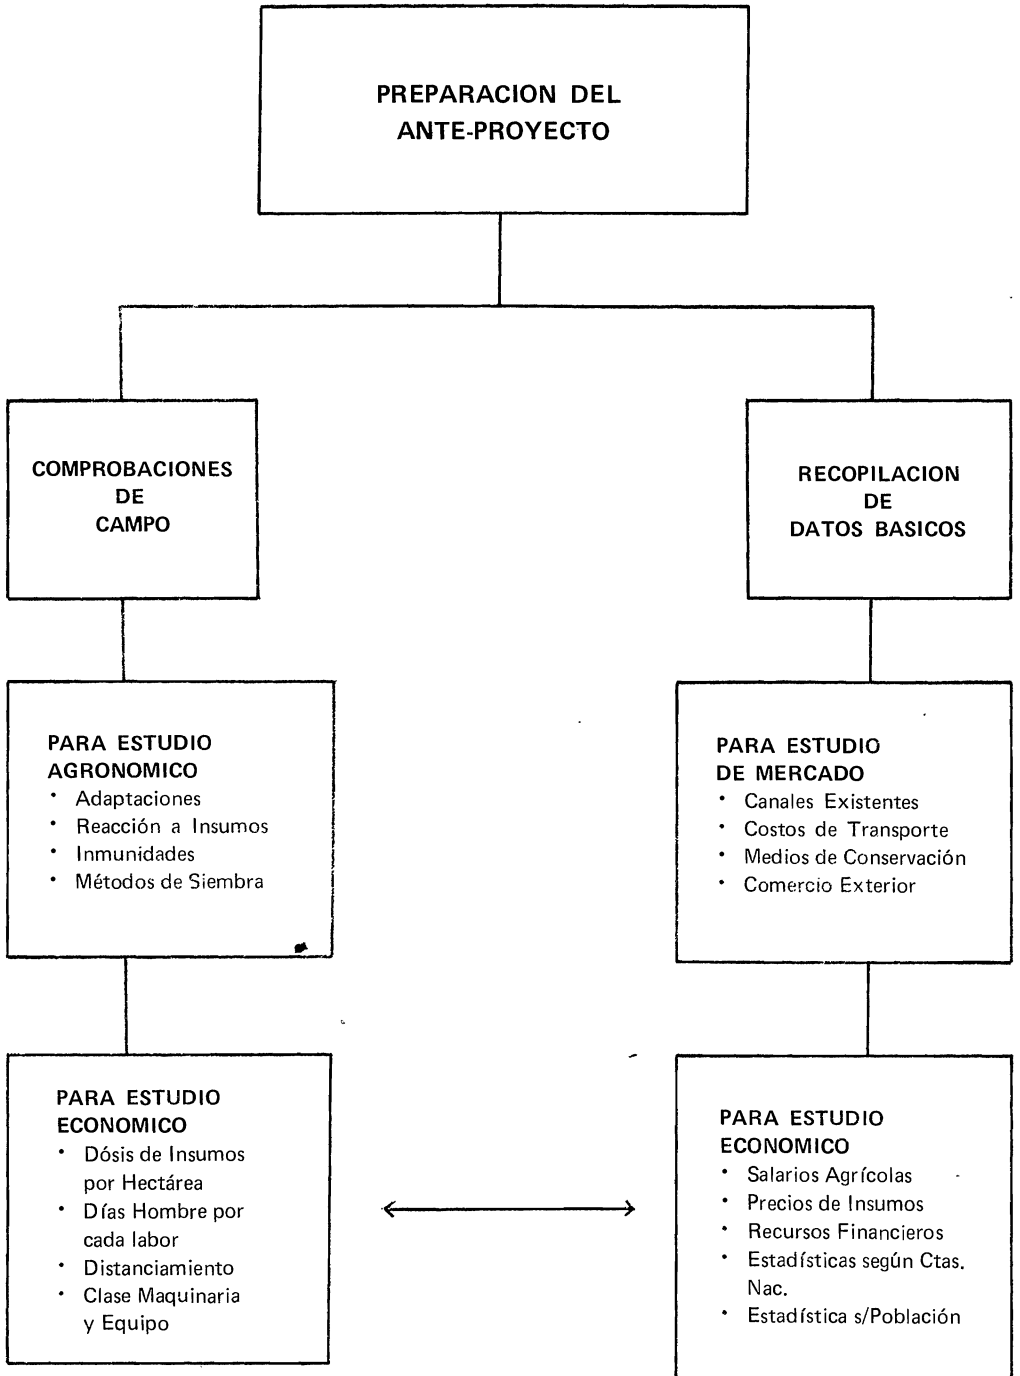 PREPARACION DEL
ANTE-PROYECTO
COMPROBACIONES
DE
CAMPO
RECOPILACION
DE
DATOS BASICOS
PARA ESTUDIO
AGRONOMICO
• Adaptaciones
• Reacción a Insumos
• Inmunidades
• Métodos de Siembra
PARA ESTUDIO
DE MERCADO
• Canales Existentes
• Costos de Transporte
• Medios de Conservación
• Comercio Exterior
PARA ESTUDIO
ECONOMICO
• Dósis de Insumos
por Hectárea
• Días Hombre por
cada labor
• Distanciamiento
• Clase Maquinaria
y Equipo
PARA ESTUDIO
ECONOMICO
• Salarios Agrícolas
• Precios de Insumos
• Recursos Financieros
• Estadísticas según Ctas.
Nac.
• Estadística s/Población